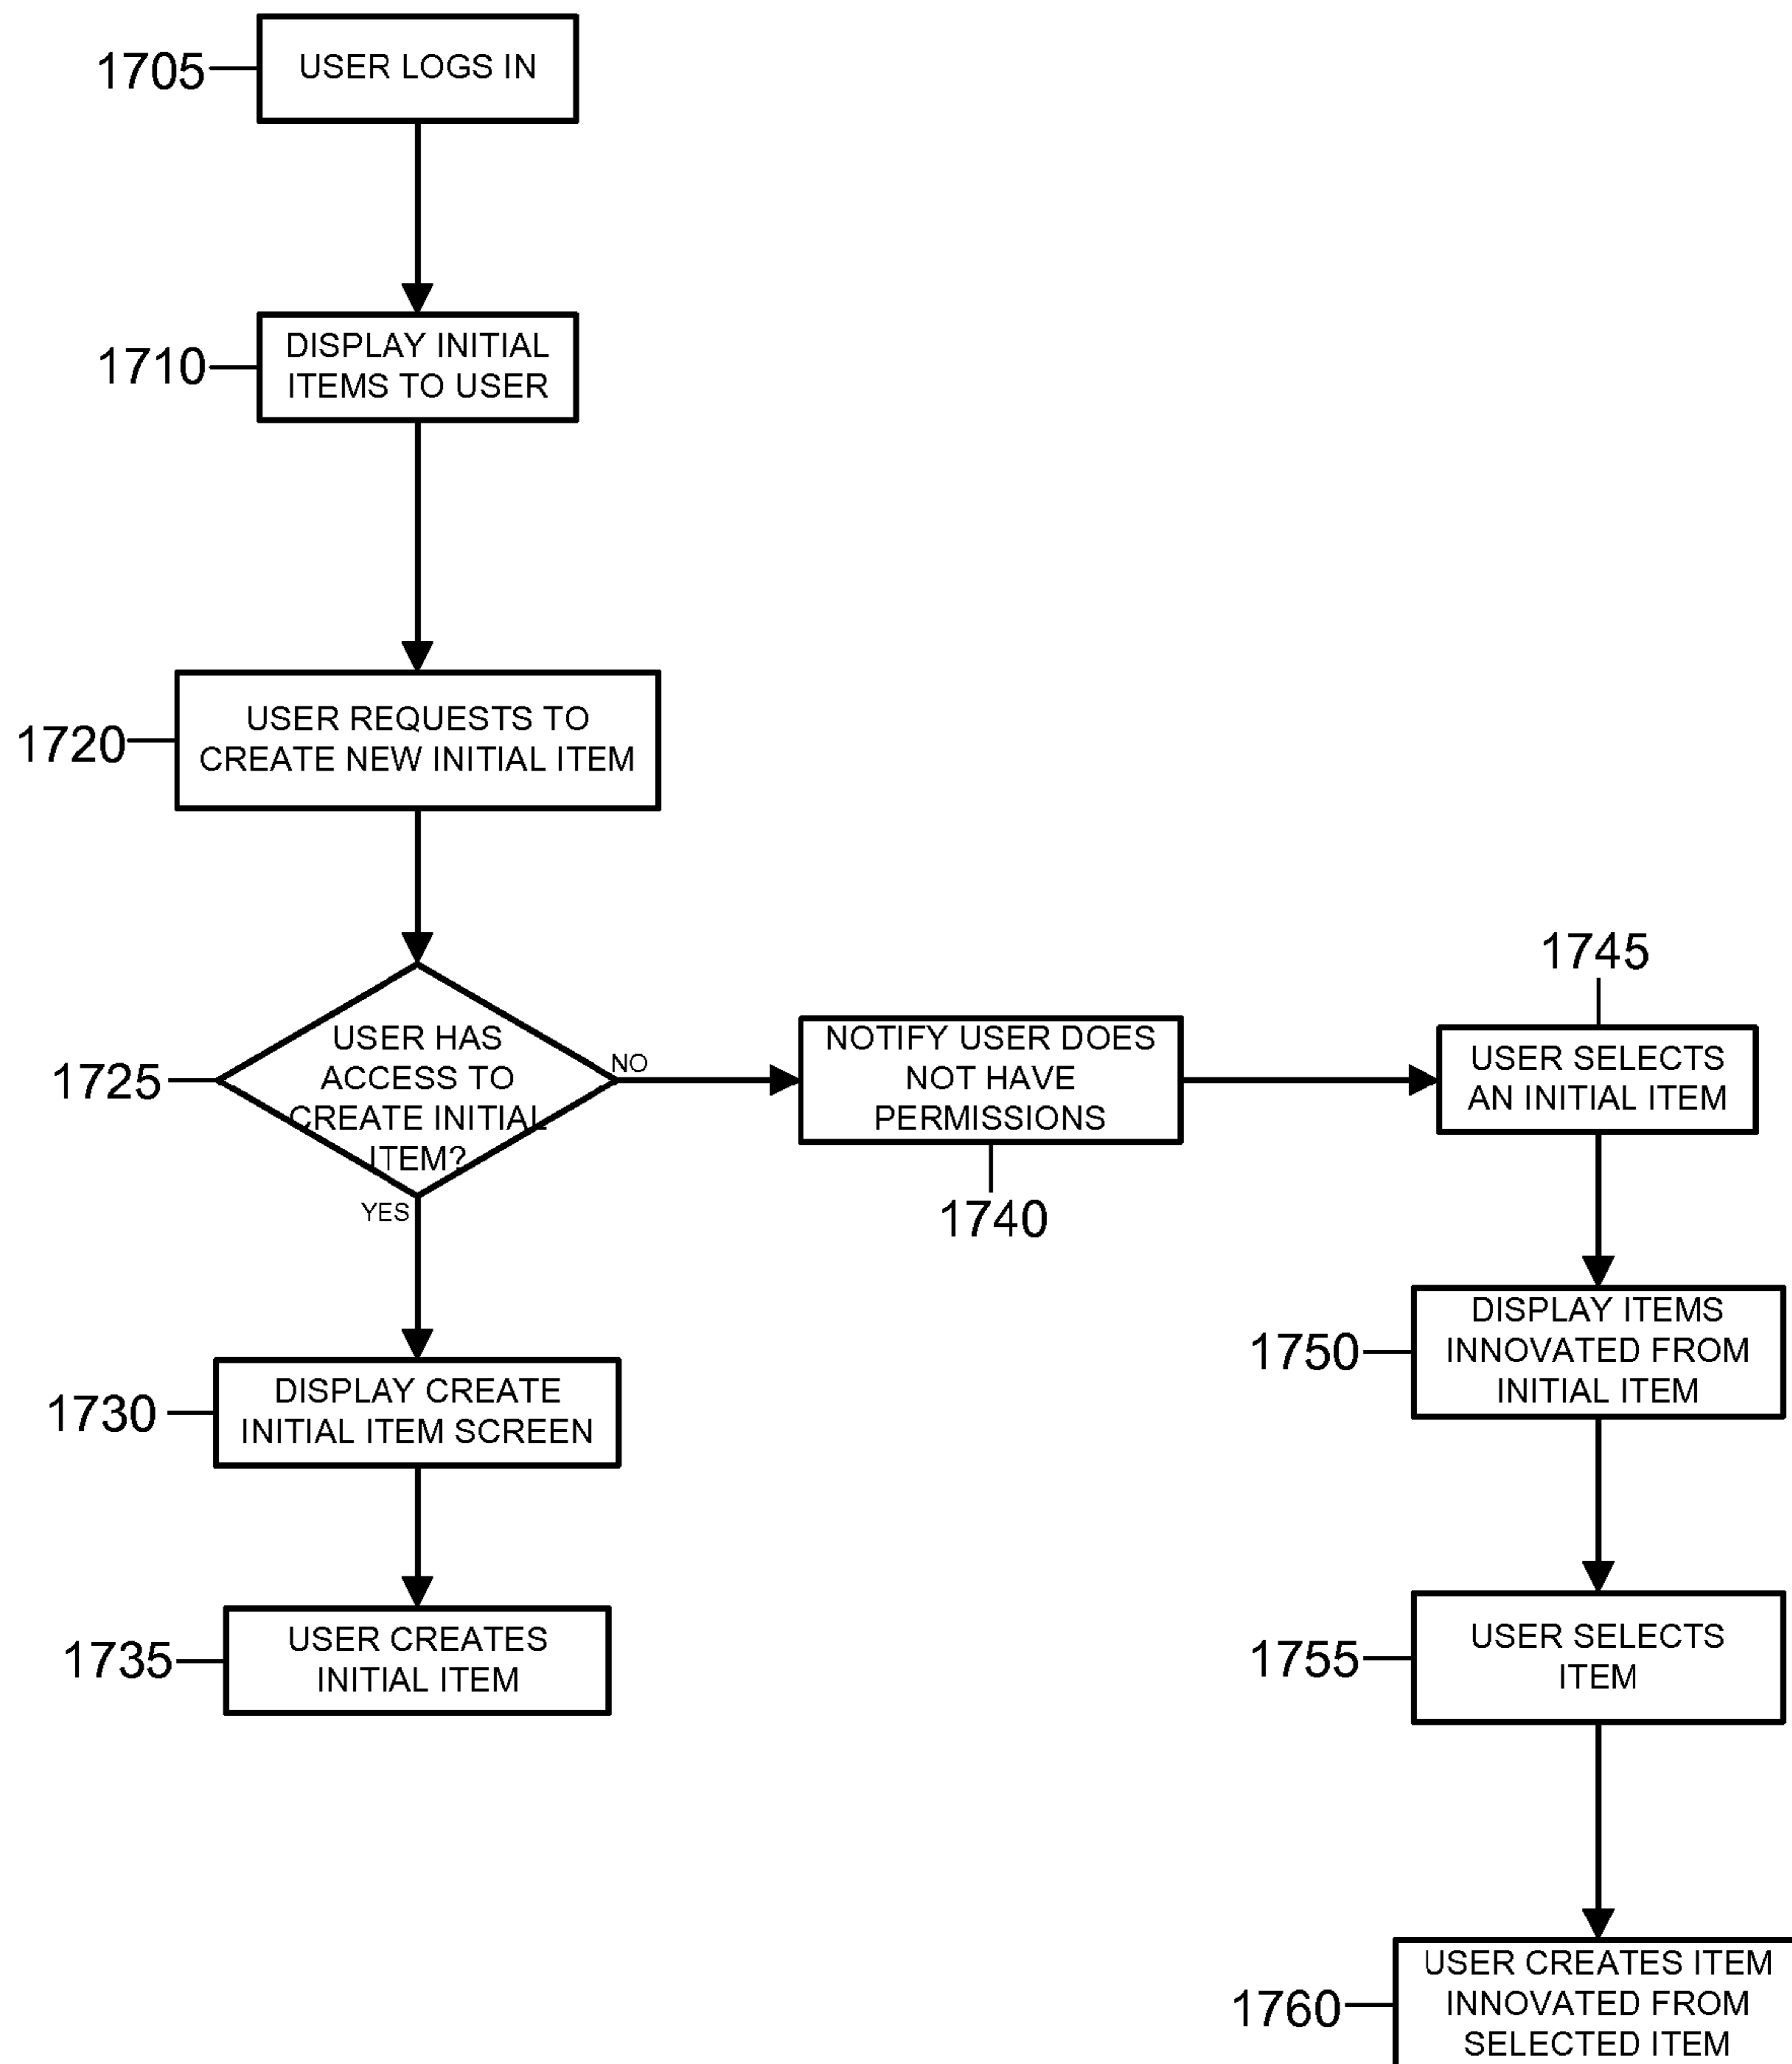 1705
USER LOGS IN
1710
DISPLAY INITIAL
ITEMS TO USER
1720
USER REQUESTS TO
CREATE NEW INITIAL ITEM
1725
USER HAS
ACCESS TO
CREATE INITIAL
ITEM?
NO
YES
NOTIFY USER DOES
NOT HAVE
PERMISSIONS
1740
1745
USER SELECTS
AN INITIAL ITEM
1730
DISPLAY CREATE
INITIAL ITEM SCREEN
1735
USER CREATES
INITIAL ITEM
1750
DISPLAY ITEMS
INNOVATED FROM
INITIAL ITEM
1755
USER SELECTS
ITEM
1760
USER CREATES ITEM
INNOVATED FROM
SELECTED ITEM